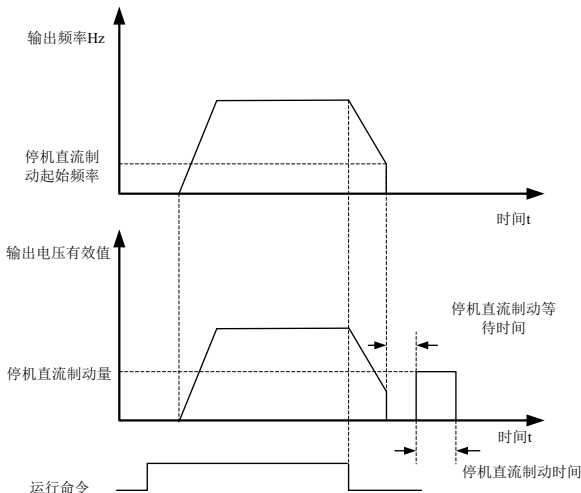 输出频率Hz
停机直流制
动起始频率
时间t
输出电压有效值
停机直流制动等
待时间
停机直流制动量
时间t
停机直流制动时间
运行命令